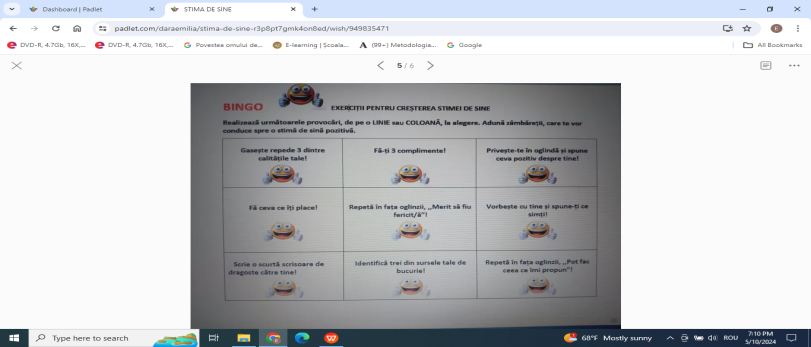 Dashboard | Padlet
STIMA DE SINE
padlet.com/daraemilia/stima-de-sine-r3p8pt7gmk4on8ed/wish/949835471
E
DVD-R, 4.7Gb, 16X,...
DVD-R, 4.7Gb, 16X,...
Povestea omului de...
E-learning | Școala...
(99+) Metodologia...
Google
All Bookmarks
5 / 6
BINGO
EXERCIȚII PENTRU CREȘTEREA STIMEI DE SINE
Realizează următoarele provocări, de pe o LINIE sau COLOANĂ, la alegere. Adună zâmbăreții, care te vor
conduce spre o stimă de sină pozitivă.
Gasește repede 3 dintre
calitățile tale!
Fă-ți 3 complimente!
Privește-te în oglindă și spune
ceva pozitiv despre tine!
Fă ceva ce îți place!
Repetă în fața oglinzii, „Merit să fiu
fericit/ă"!
Vorbește cu tine și spune-ți ce
simți!
Scrie o scurtă scrisoare de
dragoste către tine!
Identifică trei din sursele tale de
bucurie!
Repetă în fața oglinzii, „Pot fac
ceea ce îmi propun"!
Type here to search
68°F Mostly sunny
ROU
7:10 PM
5/10/2024